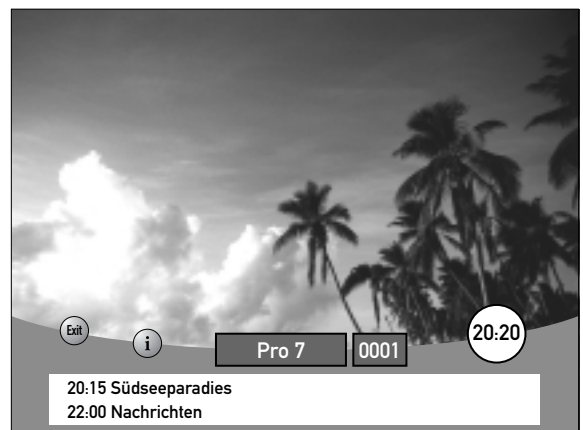 Exit
i
Pro 7
0001
20:20
20:15 Südseeparadies
22:00 Nachrichten